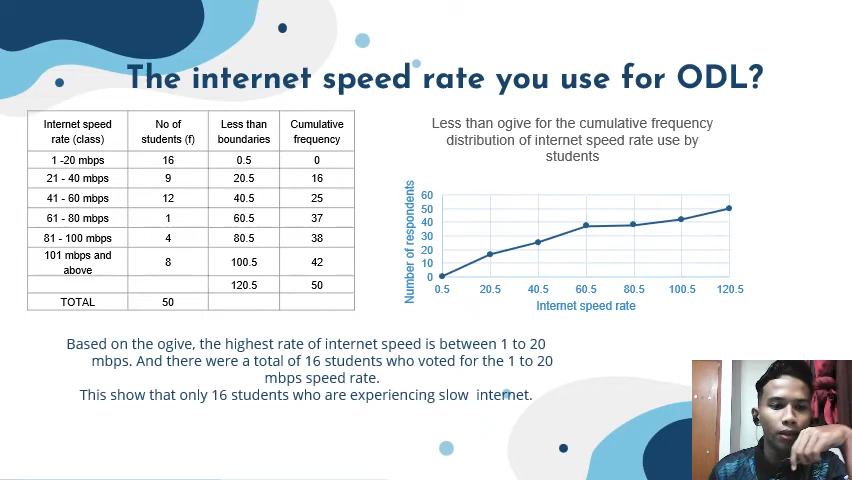 The internet speed rate you use for ODL?
Internet speed rate (class) No of students (f) Less than boundaries Cumulative frequency
1 -20 mbps 16 0.5 0
21 - 40 mbps 9 20.5 16
41 - 60 mbps 12 40.5 25
61 - 80 mbps 1 60.5 37
81 - 100 mbps 4 80.5 38
101 mbps and above 8 100.5 42
120.5 50
TOTAL 50
Less than ogive for the cumulative frequency
distribution of internet speed rate use by
students
Number of respondents
60
50
40
30
20
10
0
0.5 20.5 40.5 60.5 80.5 100.5 120.5
Internet speed rate
Based on the ogive, the highest rate of internet speed is between 1 to 20
mbps. And there were a total of 16 students who voted for the 1 to 20
mbps speed rate.
This show that only 16 students who are experiencing slow internet.